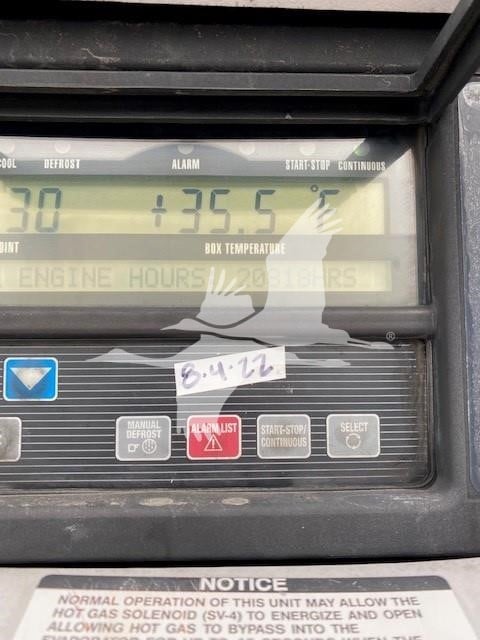 OOL DEFROST ALARM START-STOP CONTINUOUS
30 +35.5 °F
OINT BOX TEMPERATURE
ENGINE HOURS 20818HRS
®
8.4.22
MANUAL DEFROST
ALARM LIST
START-STOP/
CONTINUOUS
SELECT
NOTICE
NORMAL OPERATION OF THIS UNIT MAY ALLOW THE
HOT GAS SOLENOID (SV-4) TO ENERGIZE AND OPEN
ALLOWING HOT GAS TO BYPASS INTO THE